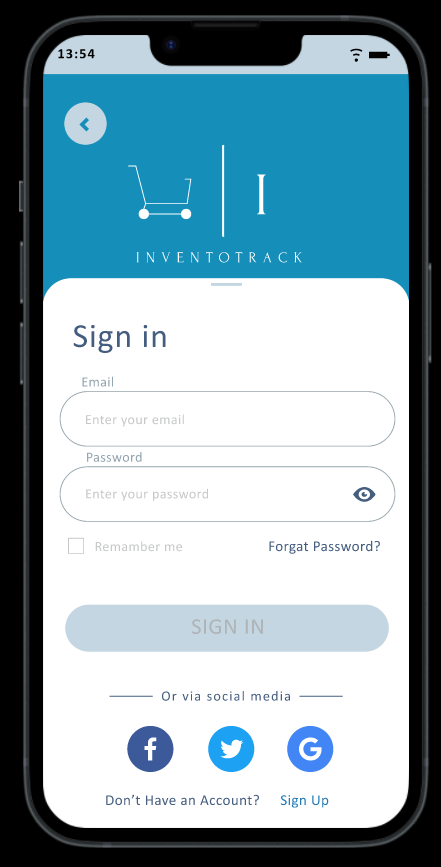 13:54
I
INVENTOTRACK
Sign in
Email
Enter your email
Password
Enter your password
Remamber me
Forgat Password?
SIGN IN
Or via social media
Don't Have an Account? Sign Up